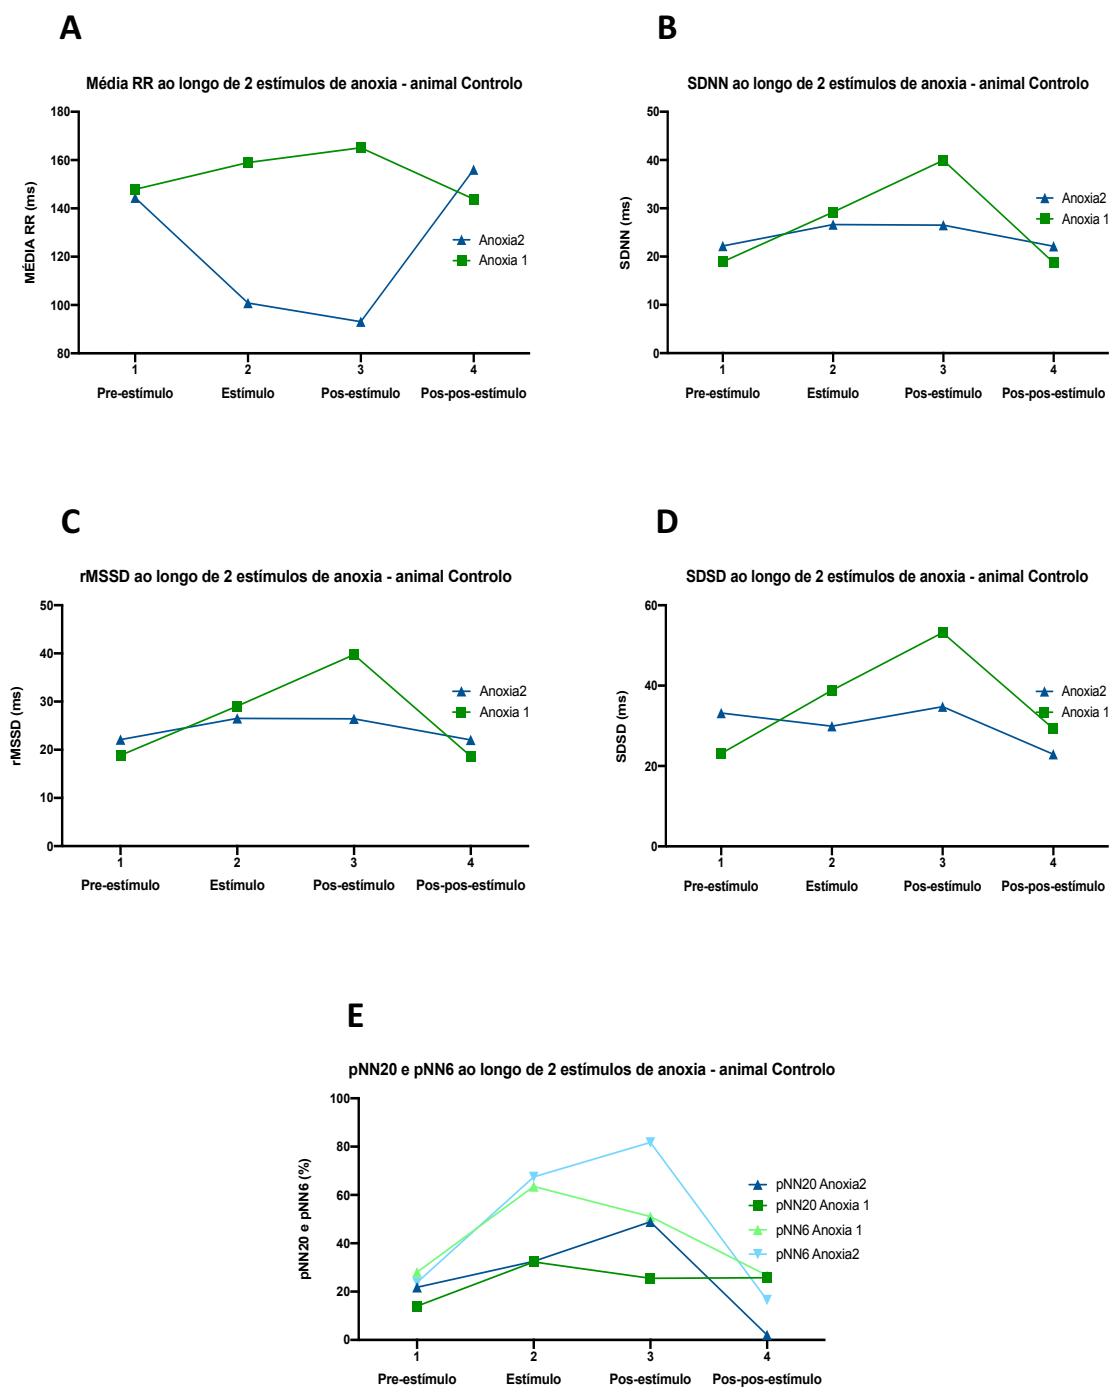 A
Média RR ao longo de 2 estímulos de anoxia - animal Controlo
180
160
140
120
100
80
MÉDIA RR (ms)
Anoxia2
Anoxia 1
1
2
3
4
Pre-estímulo
Estímulo
Pos-estímulo
Pos-pos-estímulo
B
SDNN ao longo de 2 estímulos de anoxia - animal Controlo
50
40
30
20
10
0
SDNN (ms)
Anoxia2
Anoxia 1
1
2
3
4
Pre-estímulo
Estímulo
Pos-estímulo
Pos-pos-estímulo
C
rMSSD ao longo de 2 estímulos de anoxia - animal Controlo
50
40
30
20
10
0
rMSSD (ms)
Anoxia2
Anoxia 1
1
2
3
4
Pre-estímulo
Estímulo
Pos-estímulo
Pos-pos-estímulo
D
SDSD ao longo de 2 estímulos de anoxia - animal Controlo
60
40
20
0
SDSD (ms)
Anoxia2
Anoxia 1
1
2
3
4
Pre-estímulo
Estímulo
Pos-estímulo
Pos-pos-estímulo
E
pNN20 e pNN6 ao longo de 2 estímulos de anoxia - animal Controlo
100
80
60
40
20
0
pNN20 e pNN6 (%)
pNN20 Anoxia2
pNN20 Anoxia 1
pNN6 Anoxia 1
pNN6 Anoxia2
1
2
3
4
Pre-estímulo
Estímulo
Pos-estímulo
Pos-pos-estímulo